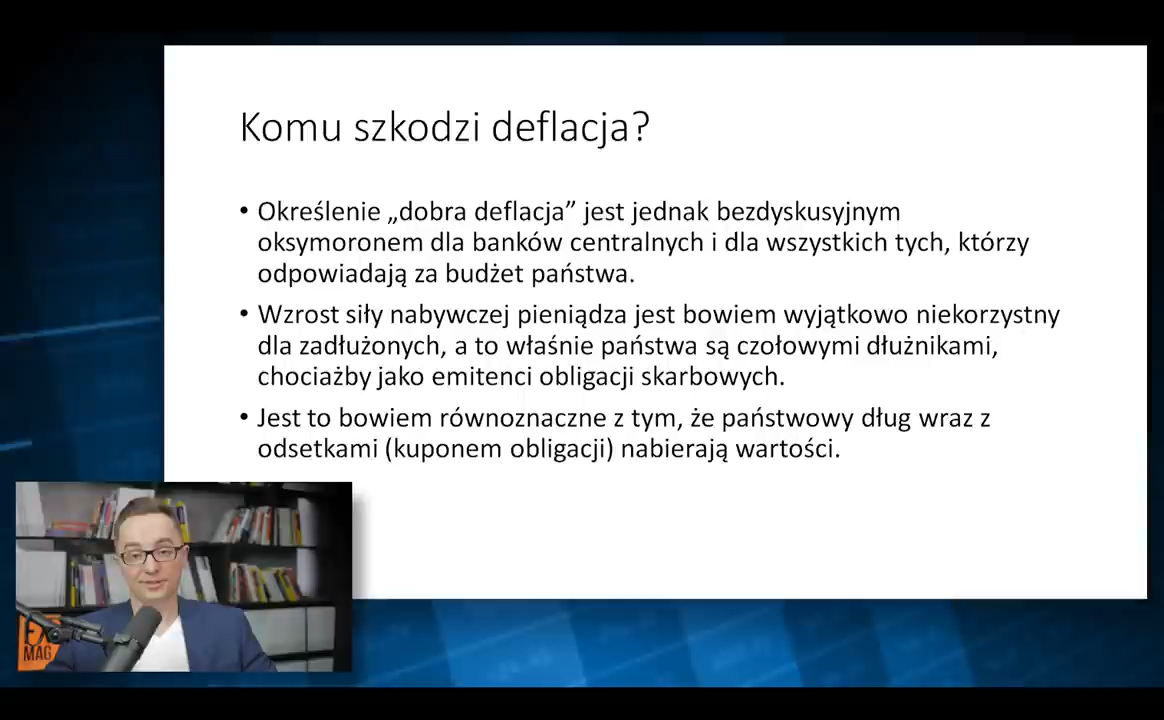 Komu szkodzi deflacja?
• Określenie „dobra deflacja” jest jednak bezdyskusyjnym
oksymoronem dla banków centralnych i dla wszystkich tych, którzy
odpowiadają za budżet państwa.
• Wzrost siły nabywczej pieniądza jest bowiem wyjątkowo niekorzystny
dla zadłużonych, a to właśnie państwa są czołowymi dłużnikami,
chociażby jako emitenci obligacji skarbowych.
• Jest to bowiem równoznaczne z tym, że państwowy dług wraz z
odsetkami (kuponem obligacji) nabierają wartości.
MAG